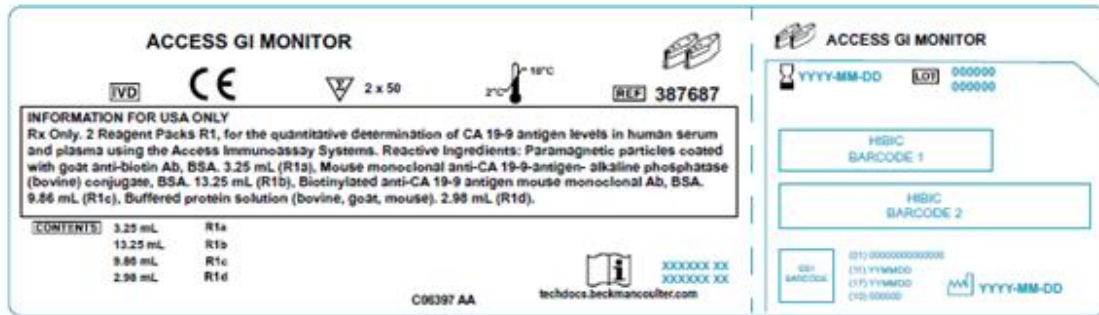 ACCESS GI MONITOR
IVD
CE
Σ
2 x 50
2°C
10°C
REF 387687
INFORMATION FOR USA ONLY
Rx Only. 2 Reagent Packs R1, for the quantitative determination of CA 19-9 antigen levels in human serum
and plasma using the Access Immunoassay Systems. Reactive Ingredients: Paramagnetic particles coated
with goat anti-biotin Ab, BSA. 3.25 mL (R1a), Mouse monoclonal anti-CA 19-9-antigen- alkaline phosphatase
(bovine) conjugate, BSA. 13.25 mL (R1b), Biotinylated anti-CA 19-9 antigen mouse monoclonal Ab, BSA.
9.86 mL (R1c), Buffered protein solution (bovine, goat, mouse). 2.98 mL (R1d).
CONTENTS 3.25 mL R1a
13.25 mL R1b
9.86 mL R1c
2.98 mL R1d
i
XXXXXX XX
XXXXXX XX
C06397 AA
techdocs.beckmancoulter.com
ACCESS GI MONITOR
YYYY-MM-DD
LOT 000000
000000
HIBIC
BARCODE 1
HIBIC
BARCODE 2
GS1
BARCODE
(01) 00000000000000
(11) YYMMDD
(17) YYMMDD
(10) 000000
YYYY-MM-DD